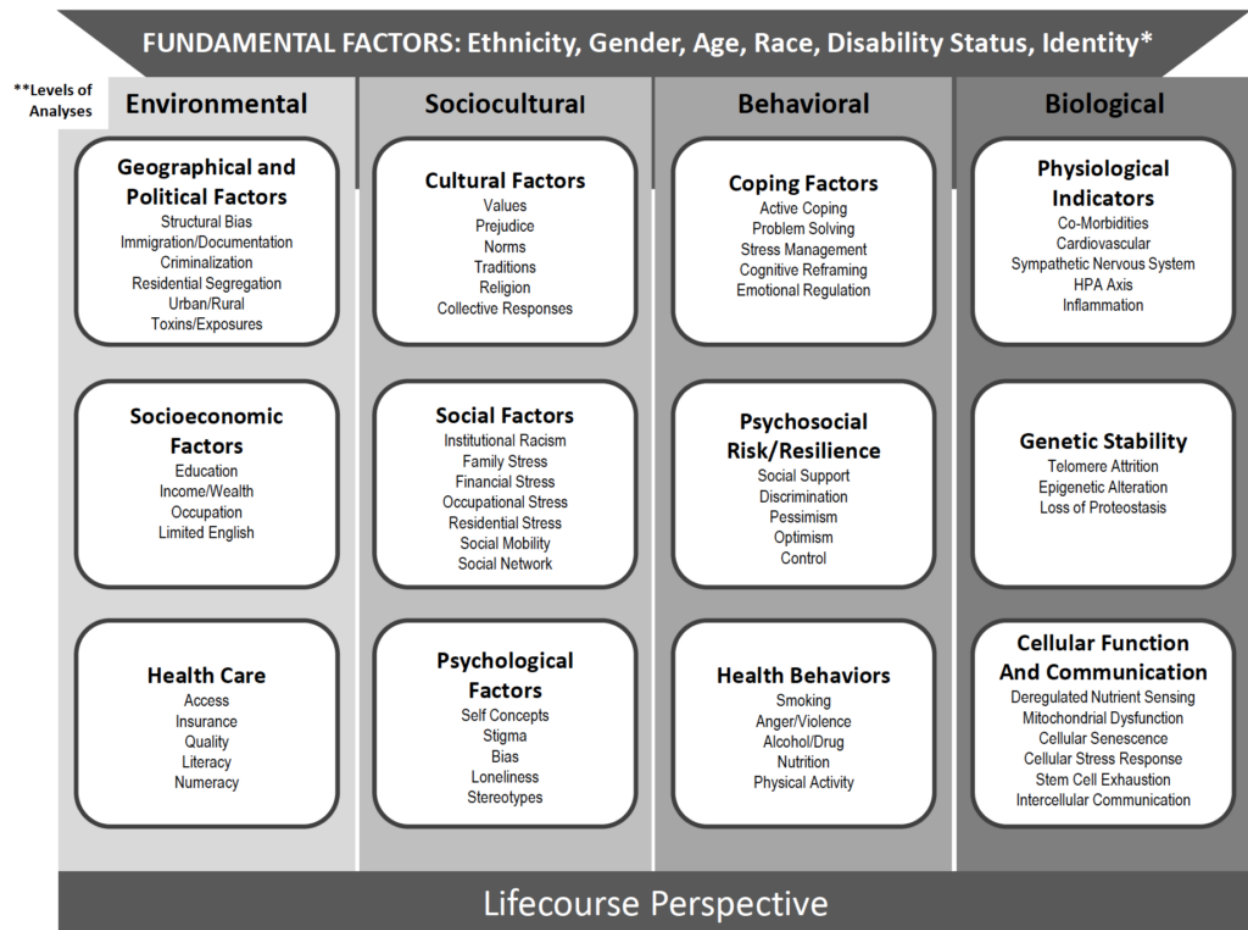 FUNDAMENTAL FACTORS: Ethnicity, Gender, Age, Race, Disability Status, Identity*
**Levels of
Analyses
Environmental
Geographical and
Political Factors
Structural Bias
Immigration/Documentation
Criminalization
Residential Segregation
Urban/Rural
Toxins/Exposures
Socioeconomic
Factors
Education
Income/Wealth
Occupation
Limited English
Health Care
Access
Insurance
Quality
Literacy
Numeracy
Sociocultural
Cultural Factors
Values
Prejudice
Norms
Traditions
Religion
Collective Responses
Social Factors
Institutional Racism
Family Stress
Financial Stress
Occupational Stress
Residential Stress
Social Mobility
Social Network
Psychological
Factors
Self Concepts
Stigma
Bias
Loneliness
Stereotypes
Behavioral
Coping Factors
Active Coping
Problem Solving
Stress Management
Cognitive Reframing
Emotional Regulation
Psychosocial
Risk/Resilience
Social Support
Discrimination
Pessimism
Optimism
Control
Health Behaviors
Smoking
Anger/Violence
Alcohol/Drug
Nutrition
Physical Activity
Biological
Physiological
Indicators
Co-Morbidities
Cardiovascular
Sympathetic Nervous System
HPA Axis
Inflammation
Genetic Stability
Telomere Attrition
Epigenetic Alteration
Loss of Proteostasis
Cellular Function
And Communication
Deregulated Nutrient Sensing
Mitochondrial Dysfunction
Cellular Senescence
Cellular Stress Response
Stem Cell Exhaustion
Intercellular Communication
Lifecourse Perspective